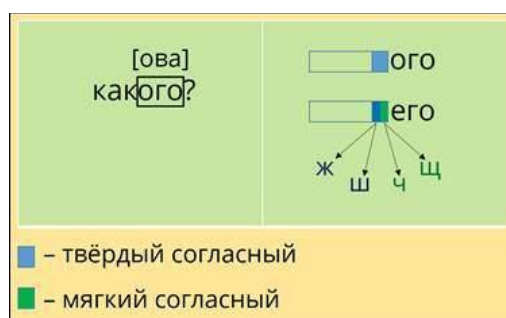 [ова]
какого?
ого
его
ж ш ч щ
– твёрдый согласный
– мягкий согласный